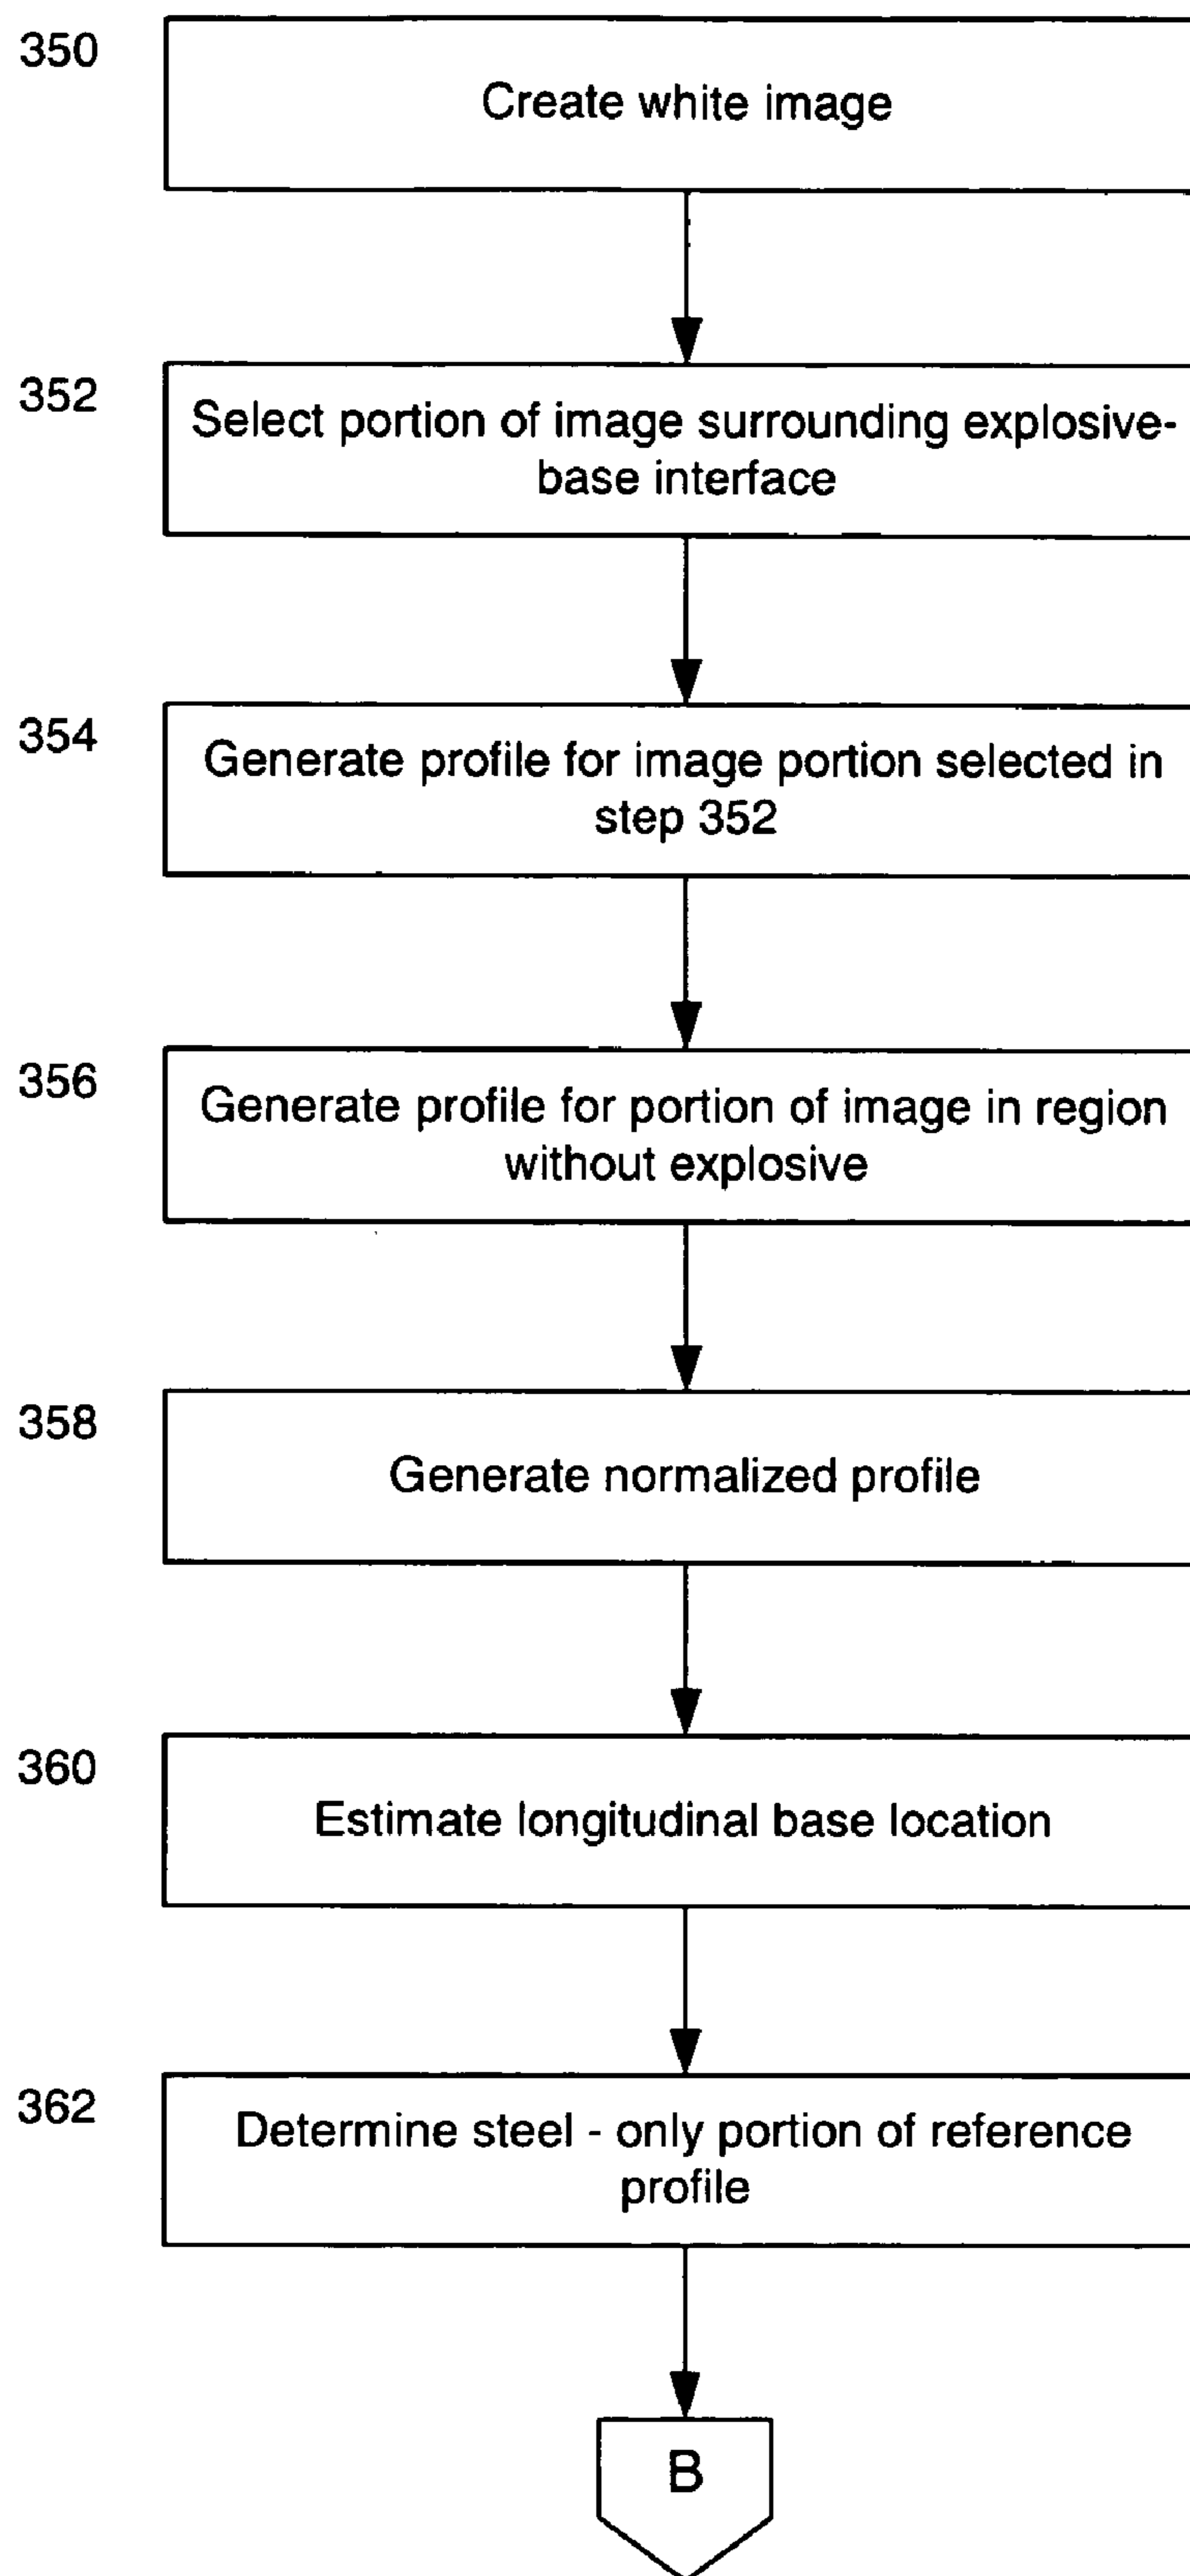 350
Create white image
352
Select portion of image surrounding explosive-
base interface
354
Generate profile for image portion selected in
step 352
356
Generate profile for portion of image in region
without explosive
358
Generate normalized profile
360
Estimate longitudinal base location
362
Determine steel - only portion of reference
profile
B